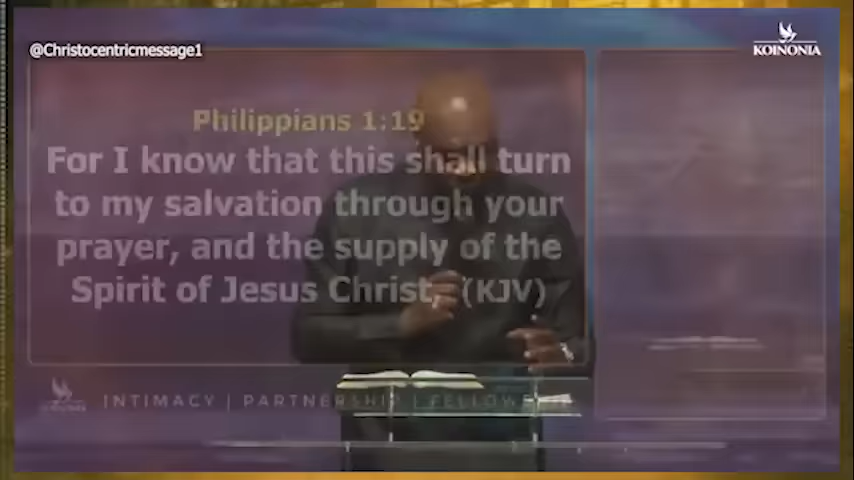 @Christocentricmessage1
KOINONIA
Philippians 1:19
For I know that this shall turn
to my salvation through your
prayer, and the supply of the
Spirit of Jesus Christ, (KJV)
INTIMACY | PARTNERSHIP | FELLOWSHIP